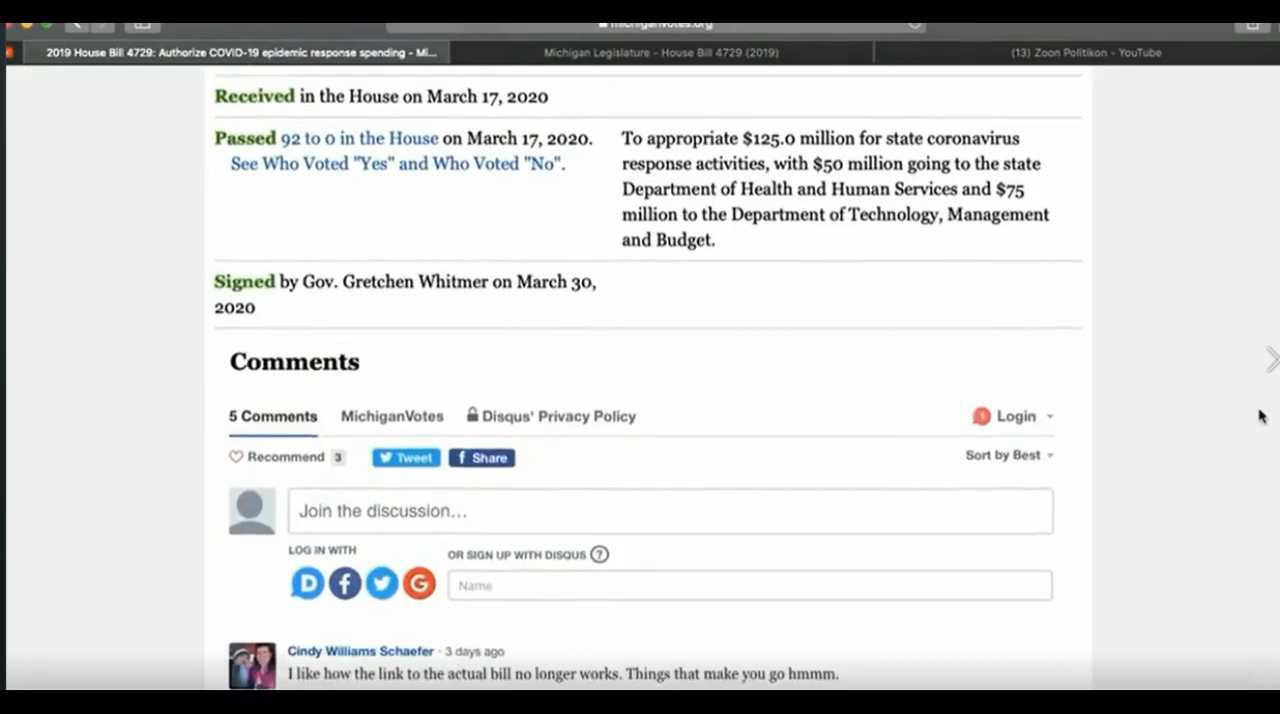 michiganvotes.org
2019 House Bill 4729: Authorize COVID-19 epidemic response spending - Mi...
Michigan Legislature - House Bill 4729 (2019)
(13) Zoon Politikon - YouTube
Received in the House on March 17, 2020
Passed 92 to 0 in the House on March 17, 2020.
See Who Voted "Yes" and Who Voted "No".
To appropriate $125.0 million for state coronavirus
response activities, with $50 million going to the state
Department of Health and Human Services and $75
million to the Department of Technology, Management
and Budget.
Signed by Gov. Gretchen Whitmer on March 30,
2020
Comments
5 Comments
MichiganVotes
Disqus' Privacy Policy
1
Login
Recommend 3
Tweet
f Share
Sort by Best
Join the discussion...
LOG IN WITH
OR SIGN UP WITH DISQUS ?
D f G
Name
Cindy Williams Schaefer · 3 days ago
I like how the link to the actual bill no longer works. Things that make you go hmmm.